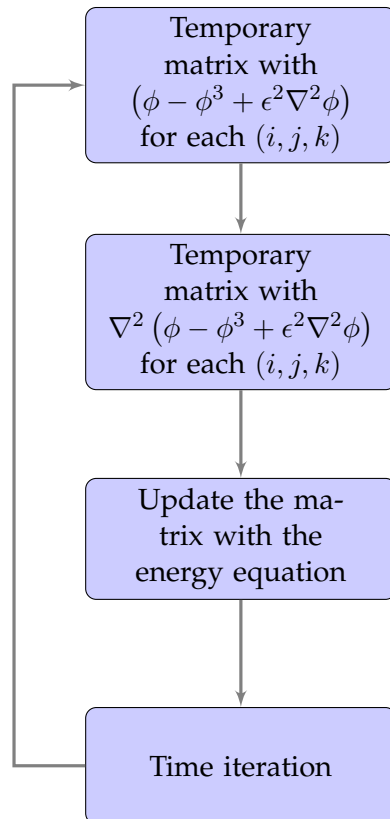 Temporary
matrix with
(ϕ − ϕ³ + ϵ²∇²ϕ)
for each (i, j, k)
Temporary
matrix with
∇² (ϕ − ϕ³ + ϵ²∇²ϕ)
for each (i, j, k)
Update the ma-
trix with the
energy equation
Time iteration